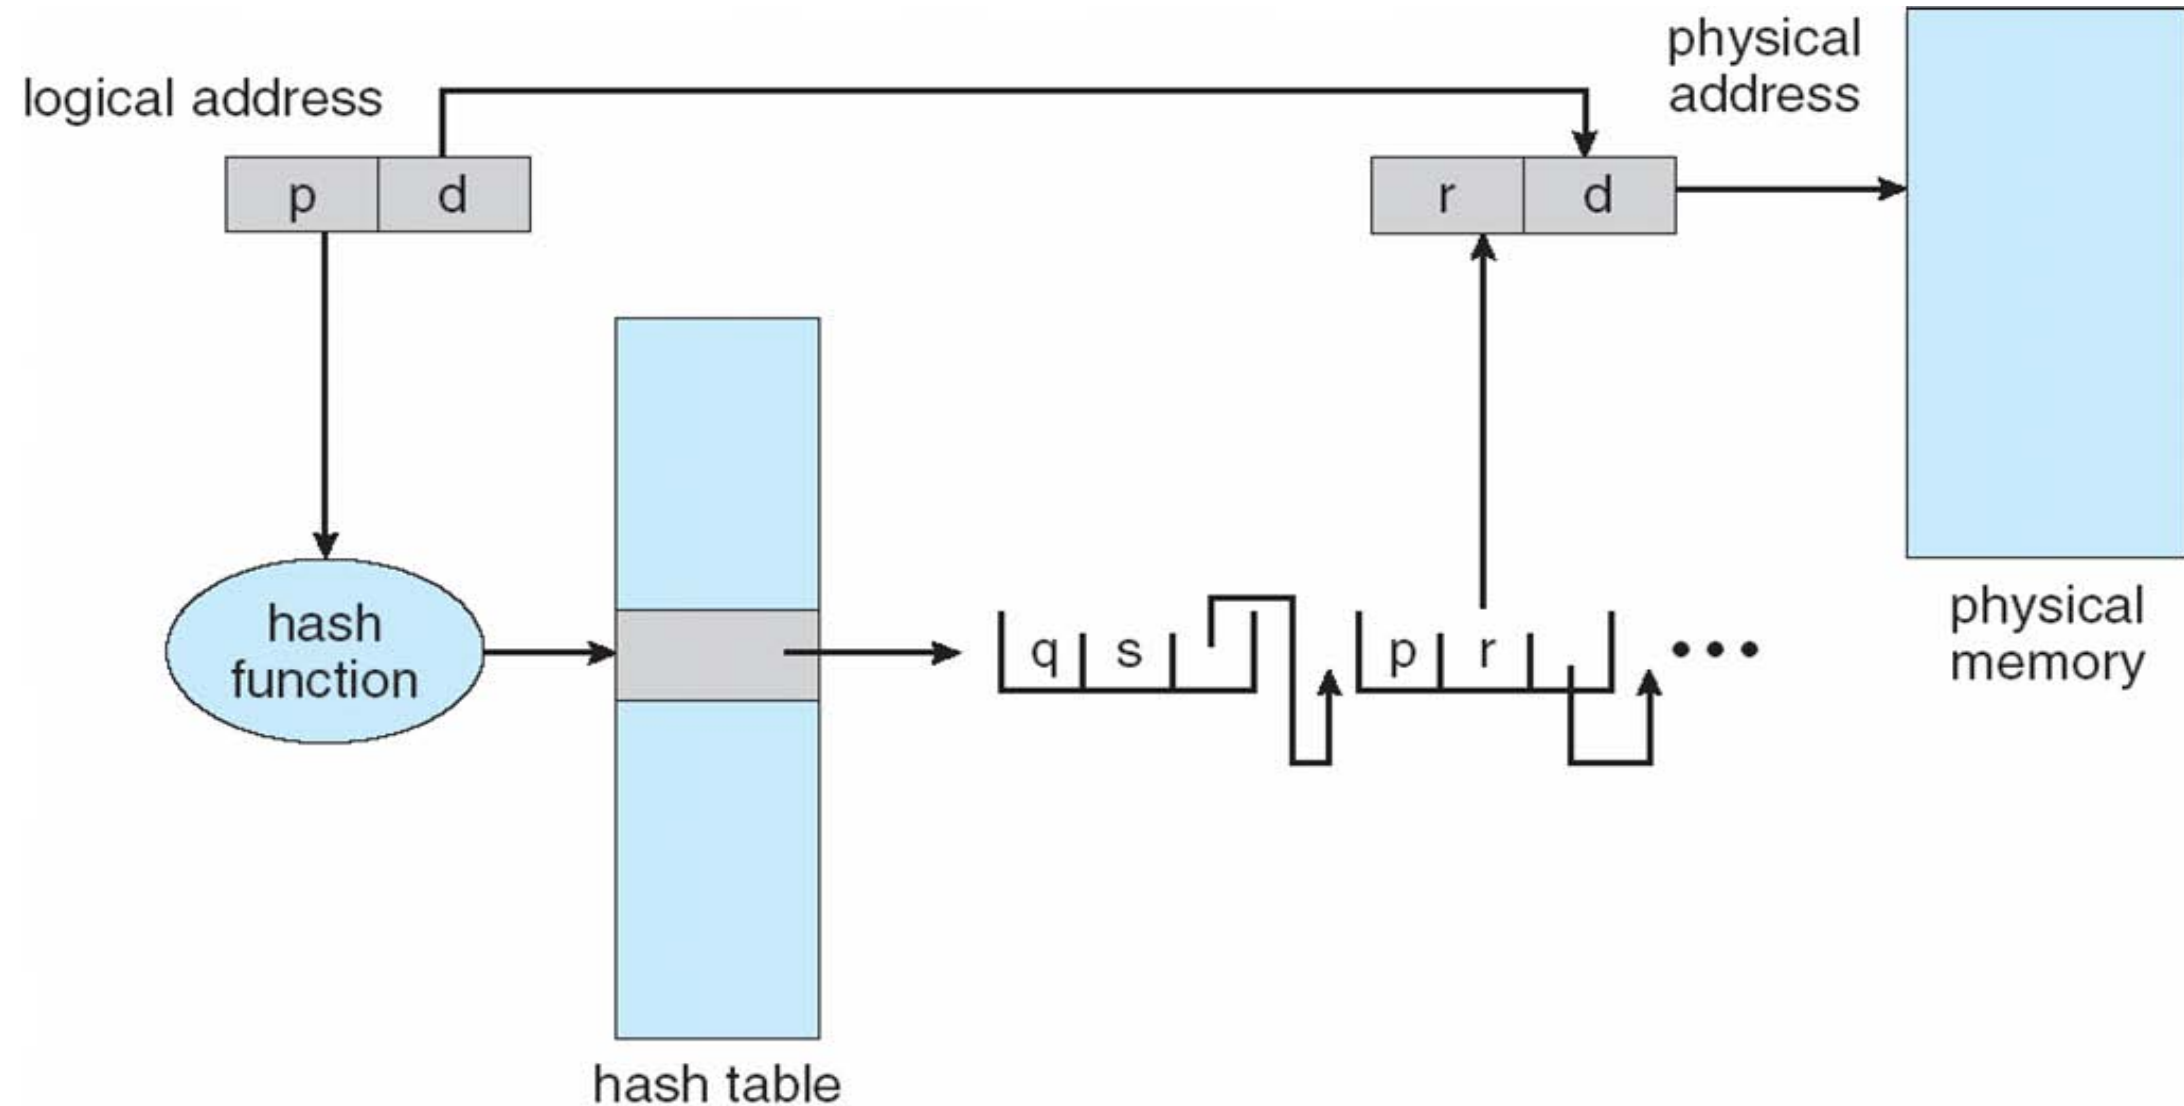 logical address
p d
physical
address
r d
hash
function
q s
p r
•••
physical
memory
hash table